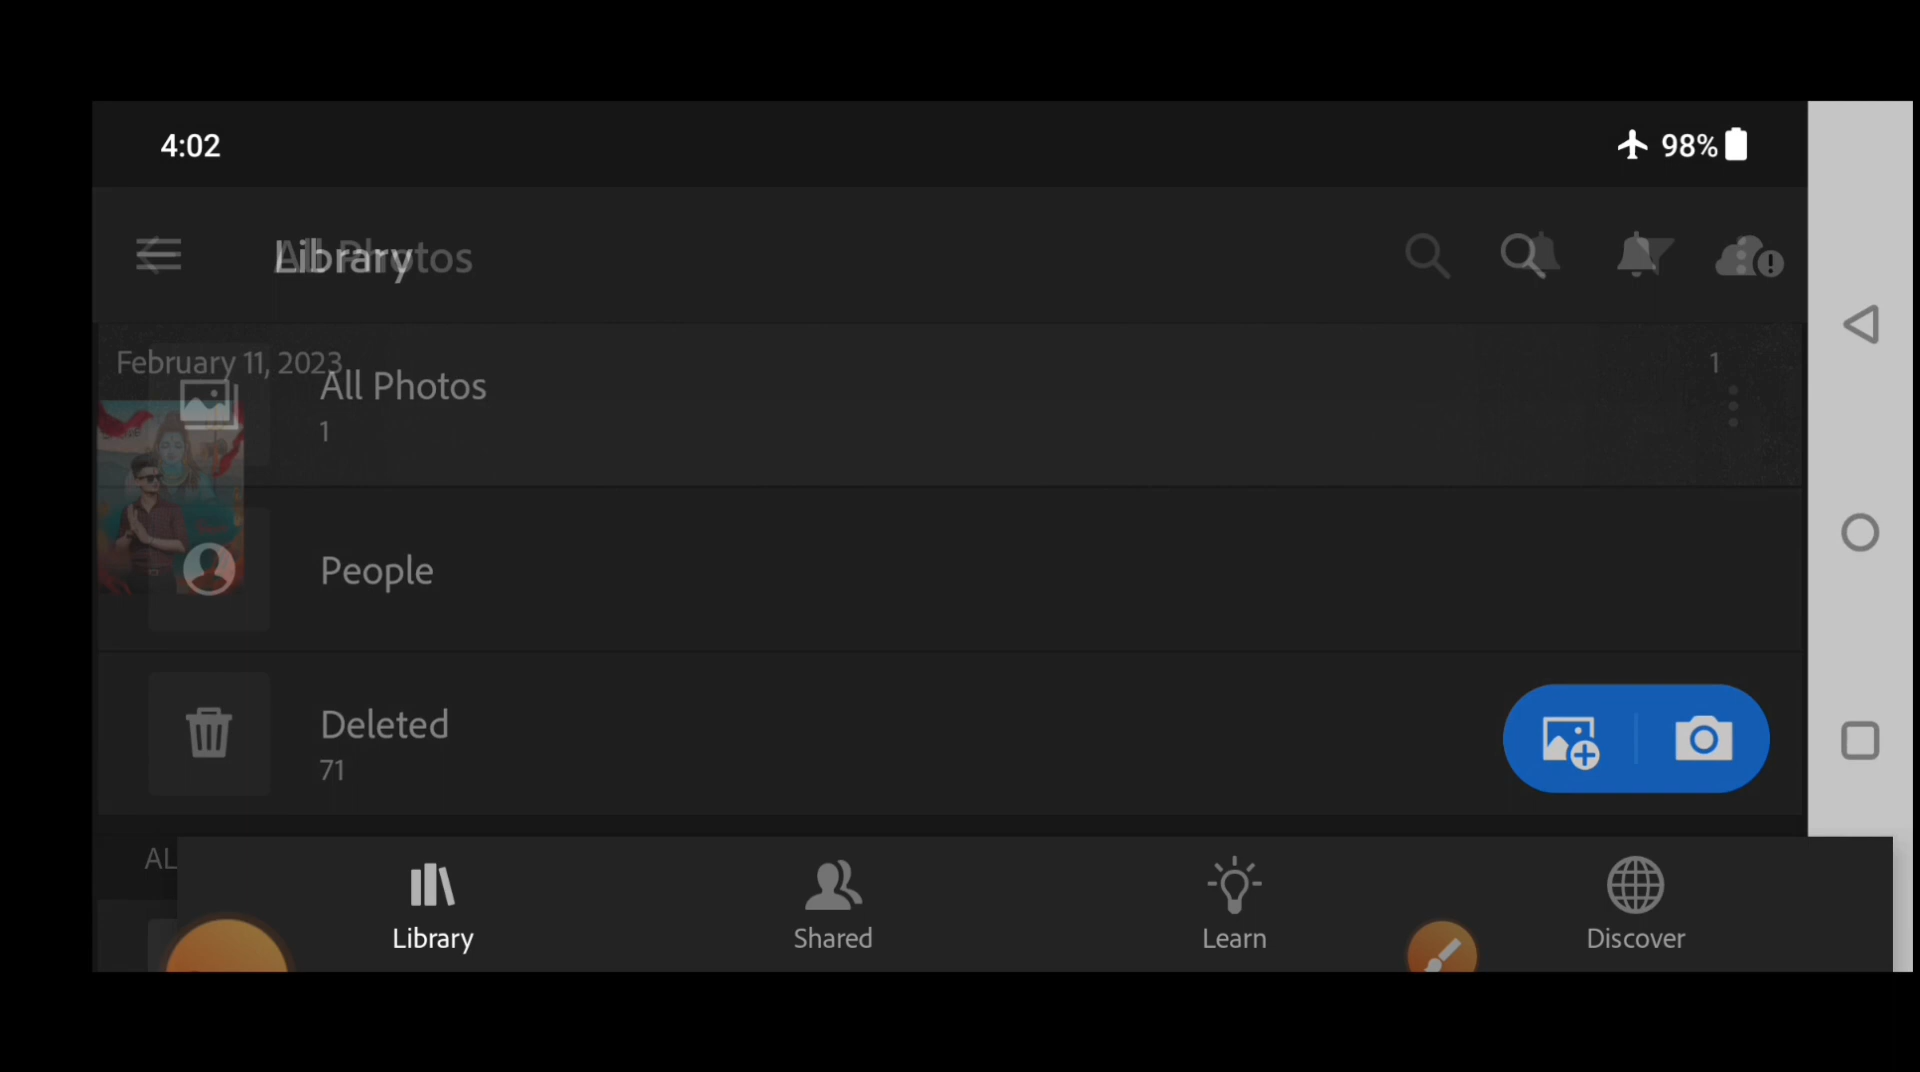 4:02
98%
Library
All Photos
February 11, 2023
1
All Photos
1
People
Deleted
71
AL
Library
Shared
Learn
Discover